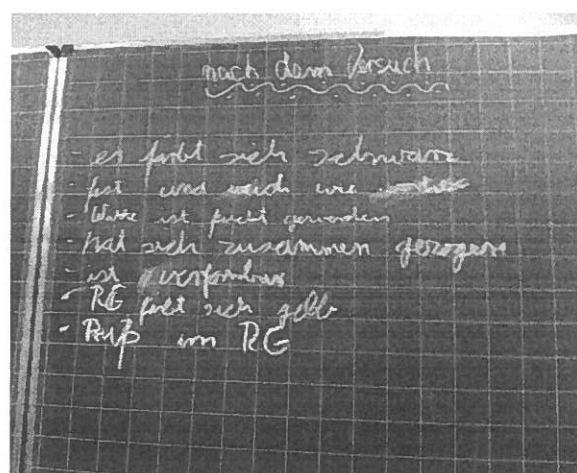 nach dem Versuch
- es färbt sich schwarz
- fest und weich wie
- Watte ist feucht geworden
- hat sich zusammen gezogen
- ist verformbar
- RG färbt sich gelb
- Ruß im RG